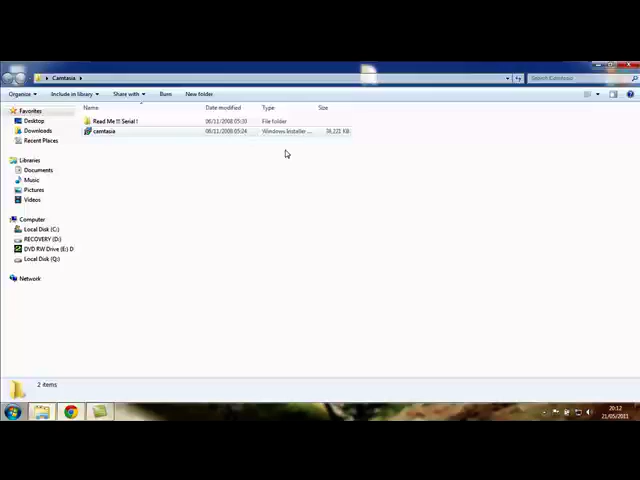 Camtasia
Search Camtasia
Organize Include in library Share with Burn New folder
Name Date modified Type Size
Read Me !!! Serial ! 06/11/2008 05:33 File folder
camtasia 06/11/2008 05:24 Windows Installer ... 36,221 KB
Favorites
Desktop
Downloads
Recent Places
Libraries
Documents
Music
Pictures
Videos
Computer
Local Disk (C:)
RECOVERY (D:)
DVD RW Drive (E:) D
Local Disk (Q:)
Network
2 items
20:12
21/05/2011